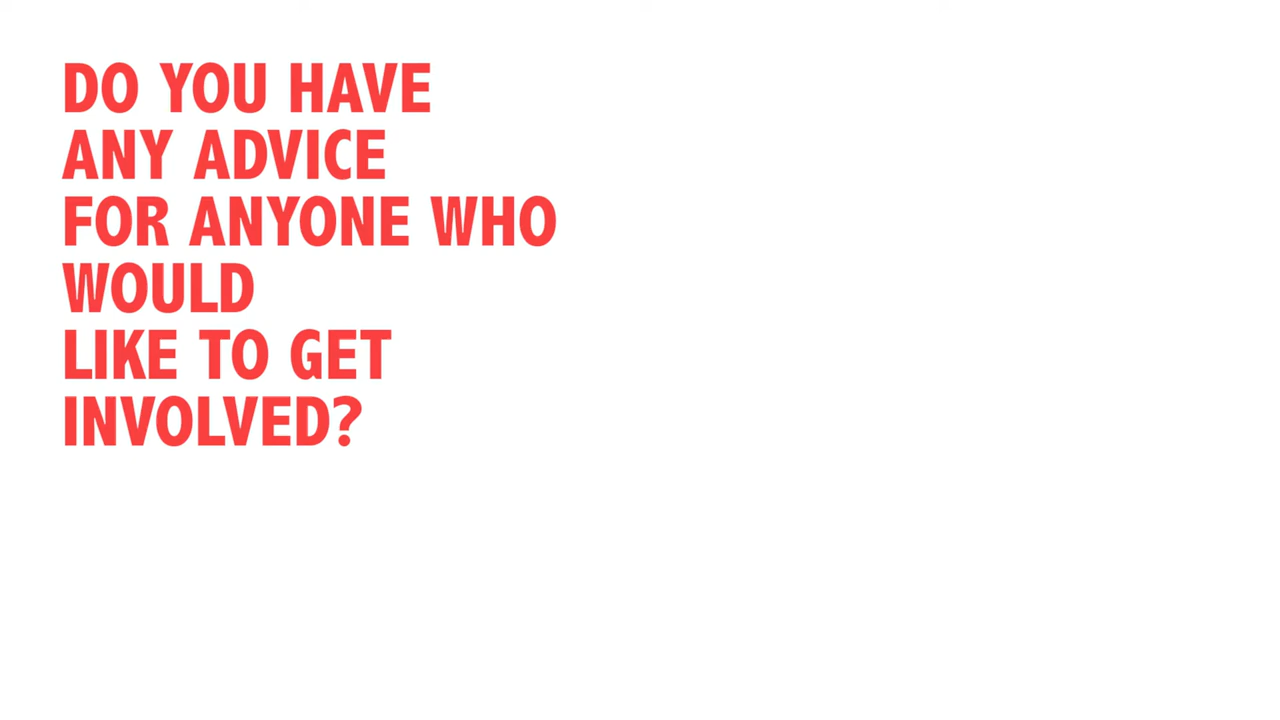 DO YOU HAVE
ANY ADVICE
FOR ANYONE WHO
WOULD
LIKE TO GET
INVOLVED?